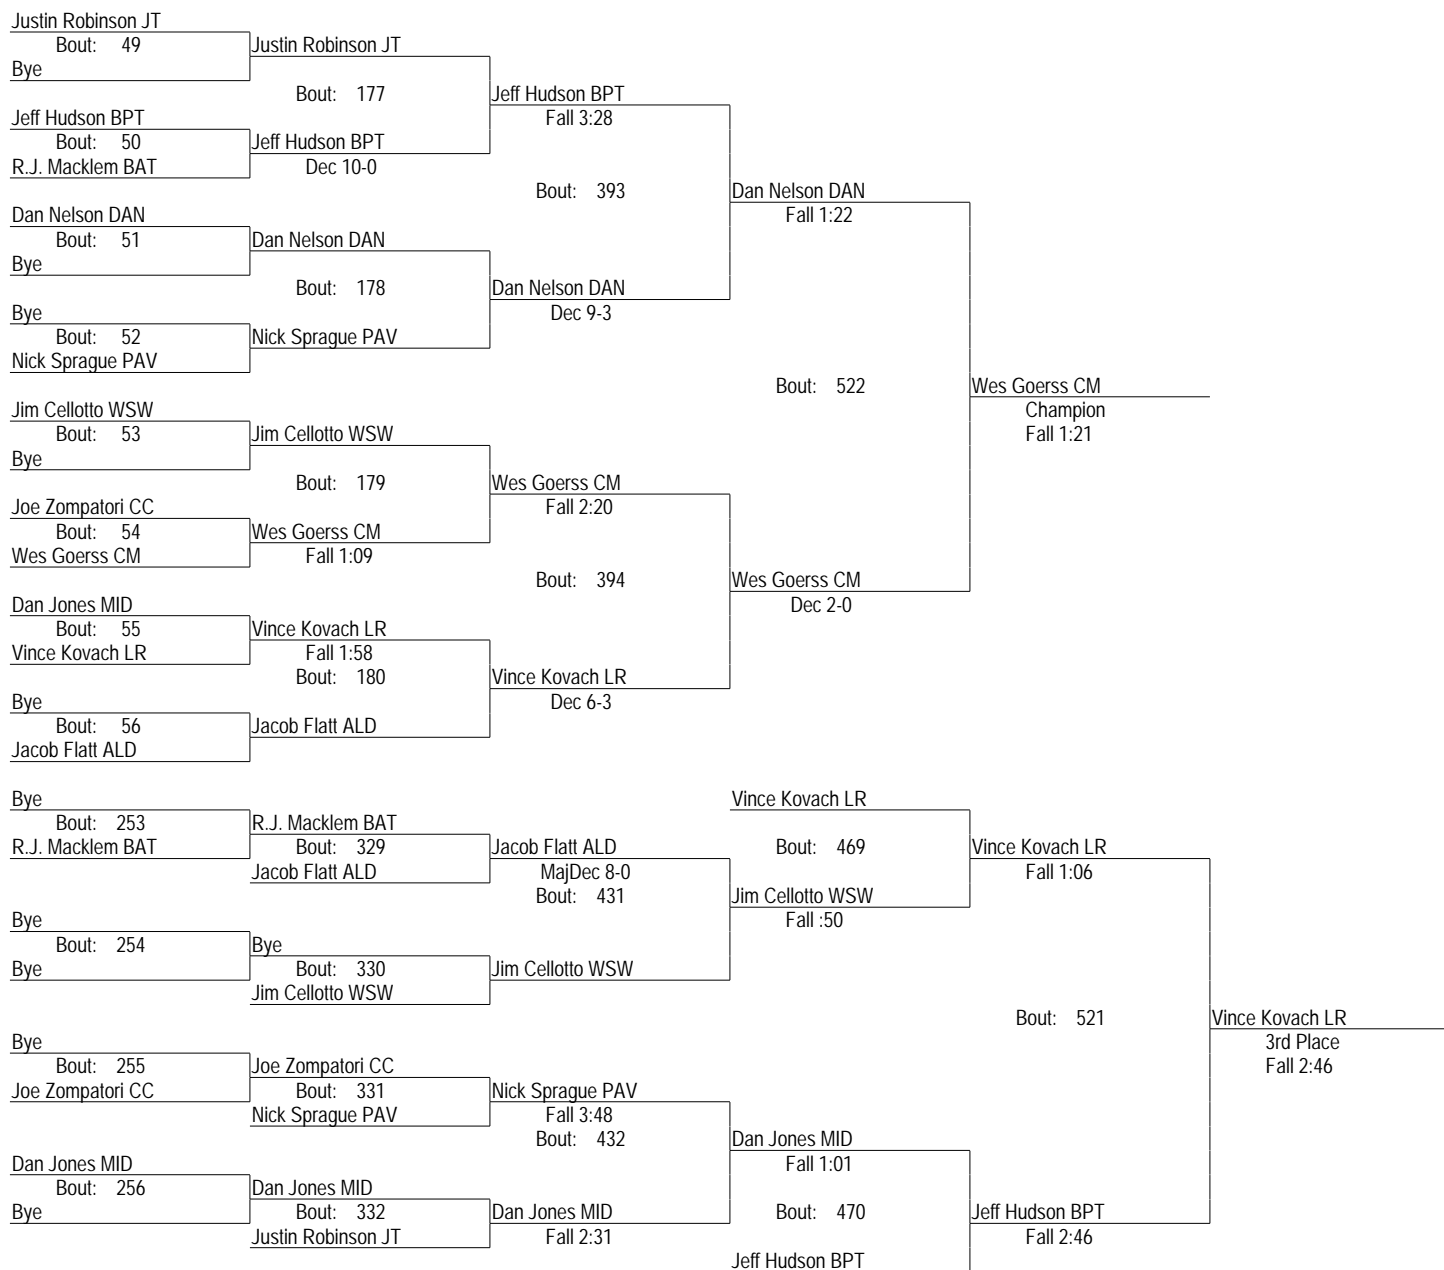 Justin Robinson JT
Bout: 49
Justin Robinson JT
Bye
Bout: 177
Jeff Hudson BPT
Jeff Hudson BPT
Fall 3:28
Bout: 50
Jeff Hudson BPT
R.J. Macklem BAT
Dec 10-0
Bout: 393
Dan Nelson DAN
Dan Nelson DAN
Fall 1:22
Bout: 51
Dan Nelson DAN
Bye
Bout: 178
Dan Nelson DAN
Bye
Dec 9-3
Bout: 52
Nick Sprague PAV
Nick Sprague PAV
Bout: 522
Wes Goerss CM
Jim Cellotto WSW
Champion
Bout: 53
Jim Cellotto WSW
Fall 1:21
Bye
Bout: 179
Wes Goerss CM
Joe Zompatori CC
Fall 2:20
Bout: 54
Wes Goerss CM
Wes Goerss CM
Fall 1:09
Bout: 394
Wes Goerss CM
Dan Jones MID
Dec 2-0
Bout: 55
Vince Kovach LR
Vince Kovach LR
Fall 1:58
Bout: 180
Vince Kovach LR
Bye
Dec 6-3
Bout: 56
Jacob Flatt ALD
Jacob Flatt ALD
Bye
Vince Kovach LR
Bout: 253
R.J. Macklem BAT
R.J. Macklem BAT
Bout: 329
Jacob Flatt ALD
Bout: 469
Vince Kovach LR
Jacob Flatt ALD
MajDec 8-0
Fall 1:06
Bout: 431
Jim Cellotto WSW
Bye
Fall :50
Bout: 254
Bye
Bye
Bout: 330
Jim Cellotto WSW
Jim Cellotto WSW
Bout: 521
Vince Kovach LR
Bye
3rd Place
Bout: 255
Joe Zompatori CC
Fall 2:46
Joe Zompatori CC
Bout: 331
Nick Sprague PAV
Nick Sprague PAV
Fall 3:48
Bout: 432
Dan Jones MID
Dan Jones MID
Fall 1:01
Bout: 256
Dan Jones MID
Bye
Bout: 332
Dan Jones MID
Bout: 470
Jeff Hudson BPT
Justin Robinson JT
Fall 2:31
Fall 2:46
Jeff Hudson BPT